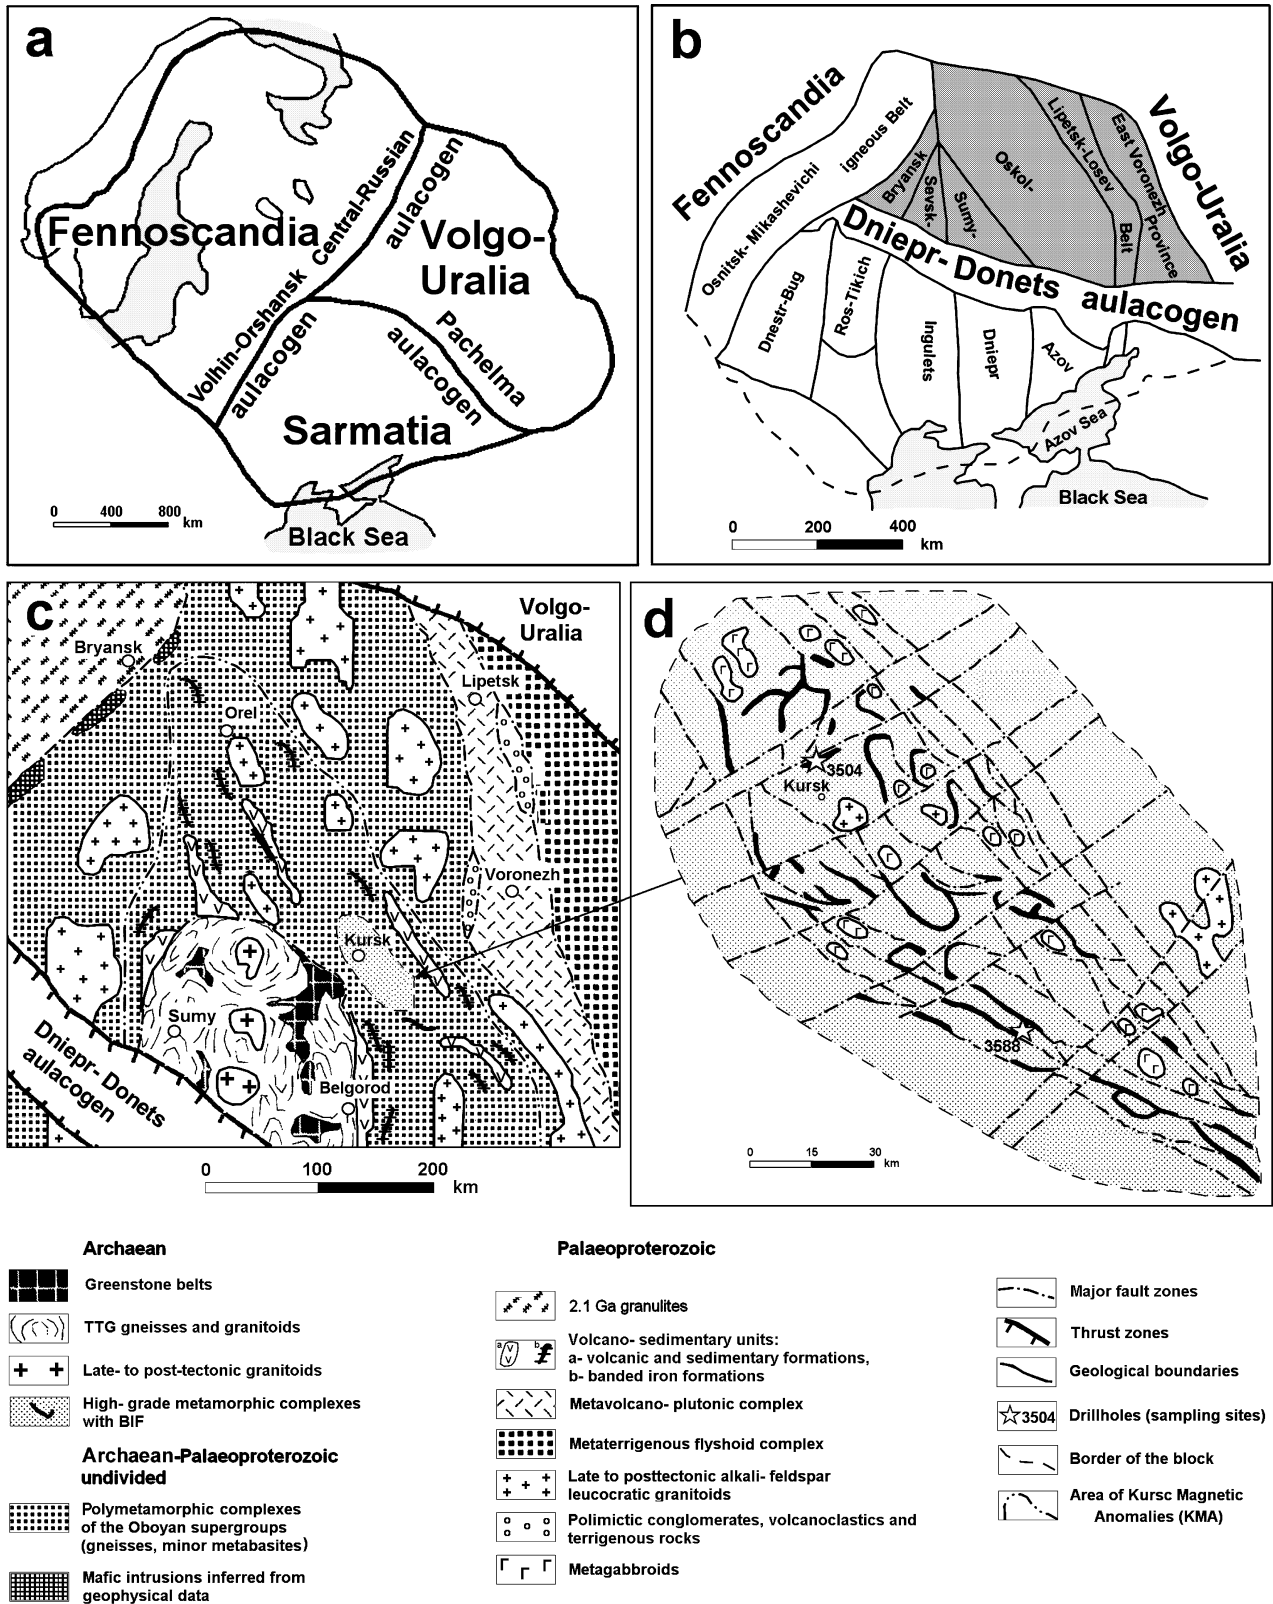 a
Fennoscandia
Central-Russian
aulacogen
Volgo-
Uralia
Volhin-Orshansk
aulacogen
Pachelma
aulacogen
Sarmatia
0 400 800 km
Black Sea
b
Fennoscandia
Volgo-Uralia
Osnitsk- Mikashevichi
igneous Belt
Bryansk
Sevsk-
Sumy-
Oskol-
Lipetsk-Losev
Belt
East Voronezh
Province
Dniepr- Donets aulacogen
Dnestr-Bug
Ros-Tikich
Ingulets
Dniepr
Azov
Azov Sea
Black Sea
0 200 400
km
c
Volgo-
Uralia
Bryansk
Lipetsk
Orel
Voronezh
Kursk
Sumy
Belgorod
Dniepr- Donets
aulacogen
0 100 200
km
d
3504
Kursk
3588
0 15 30
km
Archaean
Greenstone belts
TTG gneisses and granitoids
Late- to post-tectonic granitoids
High- grade metamorphic complexes
with BIF
Archaean-Palaeoproterozoic
undivided
Polymetamorphic complexes
of the Oboyan supergroups
(gneisses, minor metabasites)
Mafic intrusions inferred from
geophysical data
Palaeoproterozoic
2.1 Ga granulites
a b
Volcano- sedimentary units:
a- volcanic and sedimentary formations,
b- banded iron formations
Metavolcano- plutonic complex
Metaterrigenous flyshoid complex
Late to posttectonic alkali- feldspar
leucocratic granitoids
Polimictic conglomerates, volcanoclastics and
terrigenous rocks
Metagabbroids
Major fault zones
Thrust zones
Geological boundaries
3504 Drillholes (sampling sites)
Border of the block
Area of Kursc Magnetic
Anomalies (KMA)